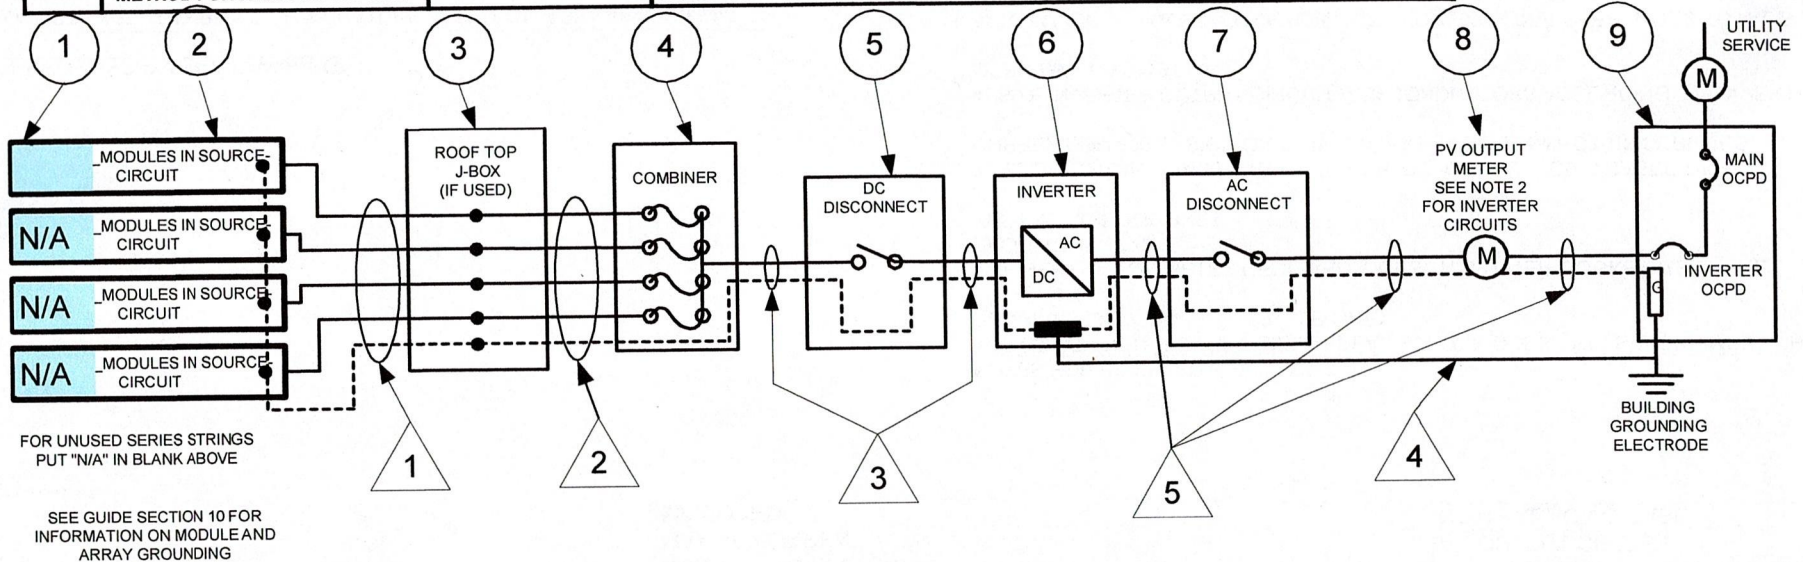 1
2
3
4
5
6
7
8
9
UTILITY
SERVICE
M
_MODULES IN SOURCE-
CIRCUIT
N/A
_MODULES IN SOURCE-
CIRCUIT
N/A
_MODULES IN SOURCE-
CIRCUIT
N/A
_MODULES IN SOURCE-
CIRCUIT
ROOF TOP
J-BOX
(IF USED)
COMBINER
DC
DISCONNECT
INVERTER
AC
DC
AC
DISCONNECT
PV OUTPUT
METER
SEE NOTE 2
FOR INVERTER
CIRCUITS
M
MAIN
OCPD
INVERTER
OCPD
G
BUILDING
GROUNDING
ELECTRODE
FOR UNUSED SERIES STRINGS
PUT "N/A" IN BLANK ABOVE
SEE GUIDE SECTION 10 FOR
INFORMATION ON MODULE AND
ARRAY GROUNDING
1
2
3
5
4